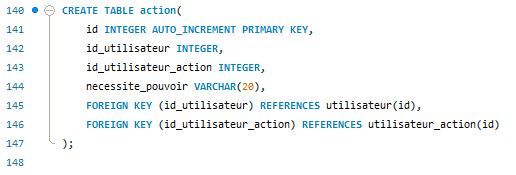 140 CREATE TABLE action(
141 id INTEGER AUTO_INCREMENT PRIMARY KEY,
142 id_utilisateur INTEGER,
143 id_utilisateur_action INTEGER,
144 necessite_pouvoir VARCHAR(20),
145 FOREIGN KEY (id_utilisateur) REFERENCES utilisateur(id),
146 FOREIGN KEY (id_utilisateur_action) REFERENCES utilisateur_action(id)
147 );
148